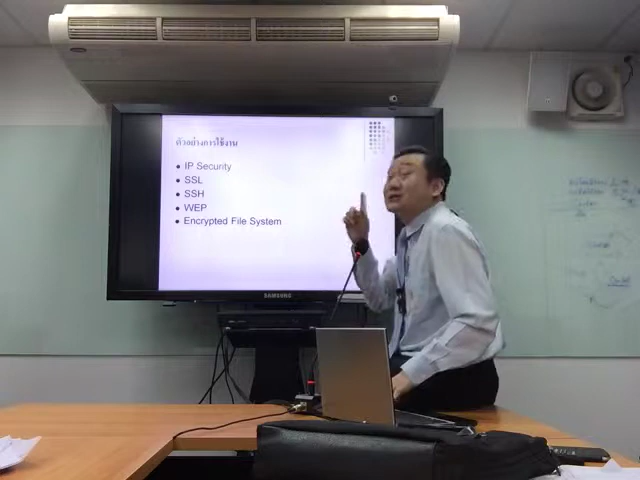 ตัวอย่างการใช้งาน
IP Security
SSL
SSH
WEP
Encrypted File System
SAMSUNG